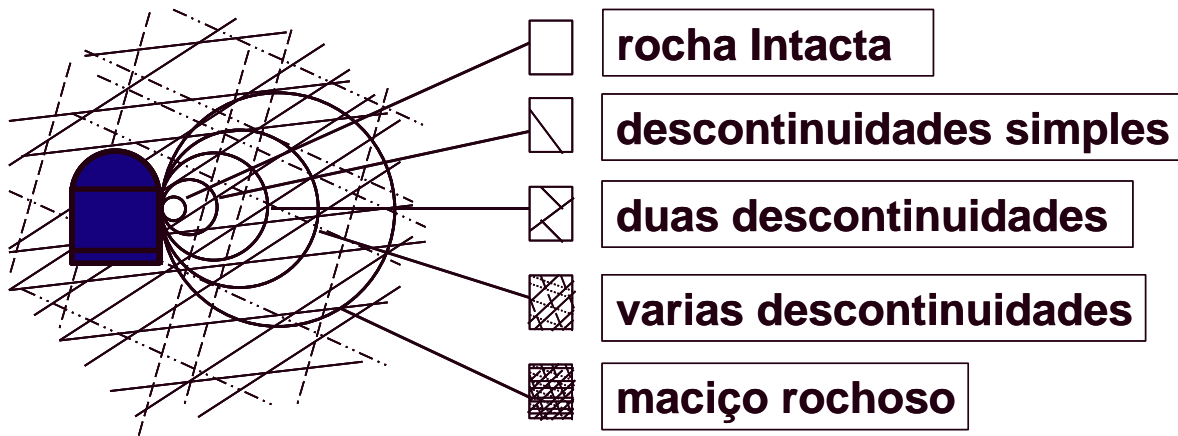 rocha Intacta
descontinuidades simples
duas descontinuidades
varias descontinuidades
maciço rochoso